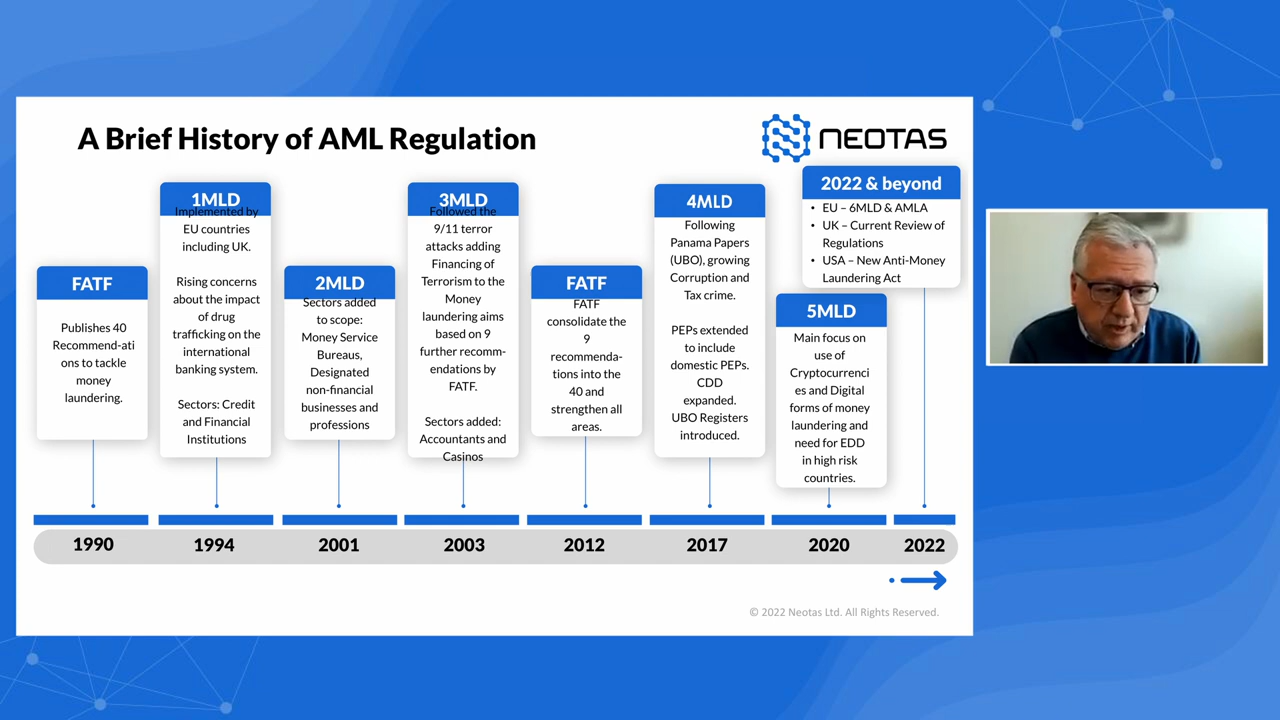 A Brief History of AML Regulation
NEOTAS
FATF
Publishes 40
Recommend-ati
ons to tackle
money
laundering.
1MLD
Implemented by
EU countries
including UK.
Rising concerns
about the impact
of drug
trafficking on the
international
banking system.
Sectors: Credit
and Financial
Institutions
2MLD
Sectors added
to scope:
Money Service
Bureaus,
Designated
non-financial
businesses and
professions
3MLD
Followed the
9/11 terror
attacks adding
Financing of
Terrorism to the
Money
laundering aims
based on 9
further recomm-
endations by
FATF.
Sectors added:
Accountants and
Casinos
FATF
FATF
consolidate the
9
recommenda-
tions into the
40 and
strengthen all
areas.
4MLD
Following
Panama Papers
(UBO), growing
Corruption and
Tax crime.
PEPs extended
to include
domestic PEPs.
CDD
expanded.
UBO Registers
introduced.
5MLD
Main focus on
use of
Cryptocurrenci
es and Digital
forms of money
laundering and
need for EDD
in high risk
countries.
2022 & beyond
• EU – 6MLD & AMLA
• UK – Current Review of
Regulations
• USA – New Anti-Money
Laundering Act
1990
1994
2001
2003
2012
2017
2020
2022
© 2022 Neotas Ltd. All Rights Reserved.